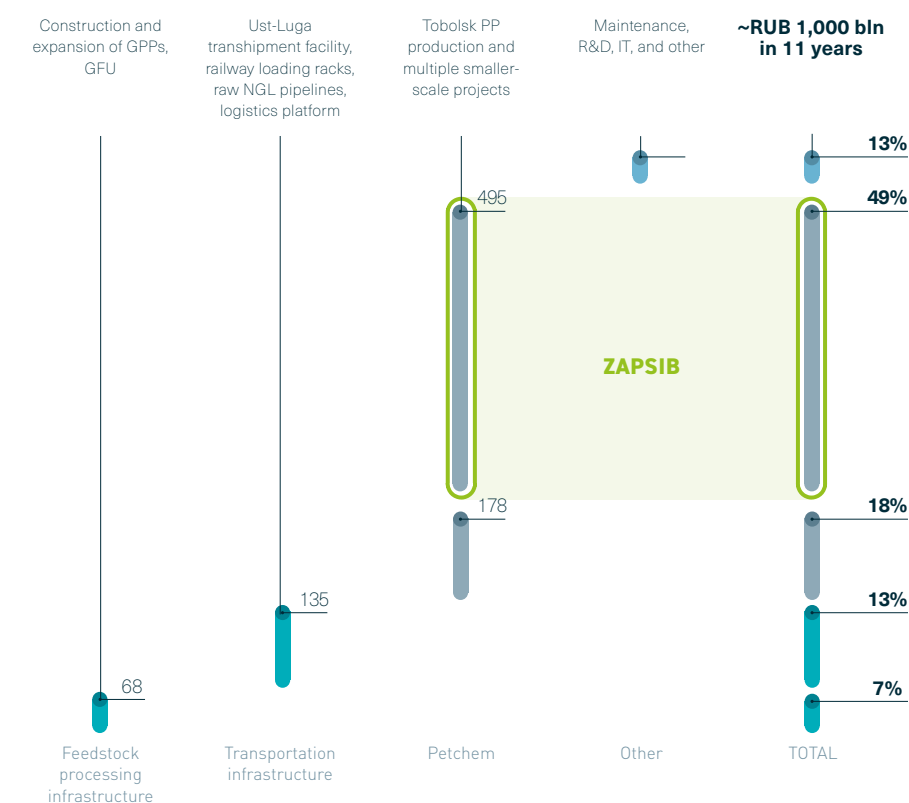 Construction and
expansion of GPPs,
GFU
Ust-Luga
transhipment facility,
railway loading racks,
raw NGL pipelines,
logistics platform
Tobolsk PP
production and
multiple smaller-
scale projects
Maintenance,
R&D, IT, and other
~RUB 1,000 bln
in 11 years
13%
495
49%
ZAPSIB
178
18%
135
13%
68
7%
Feedstock
processing
infrastructure
Transportation
infrastructure
Petchem
Other
TOTAL